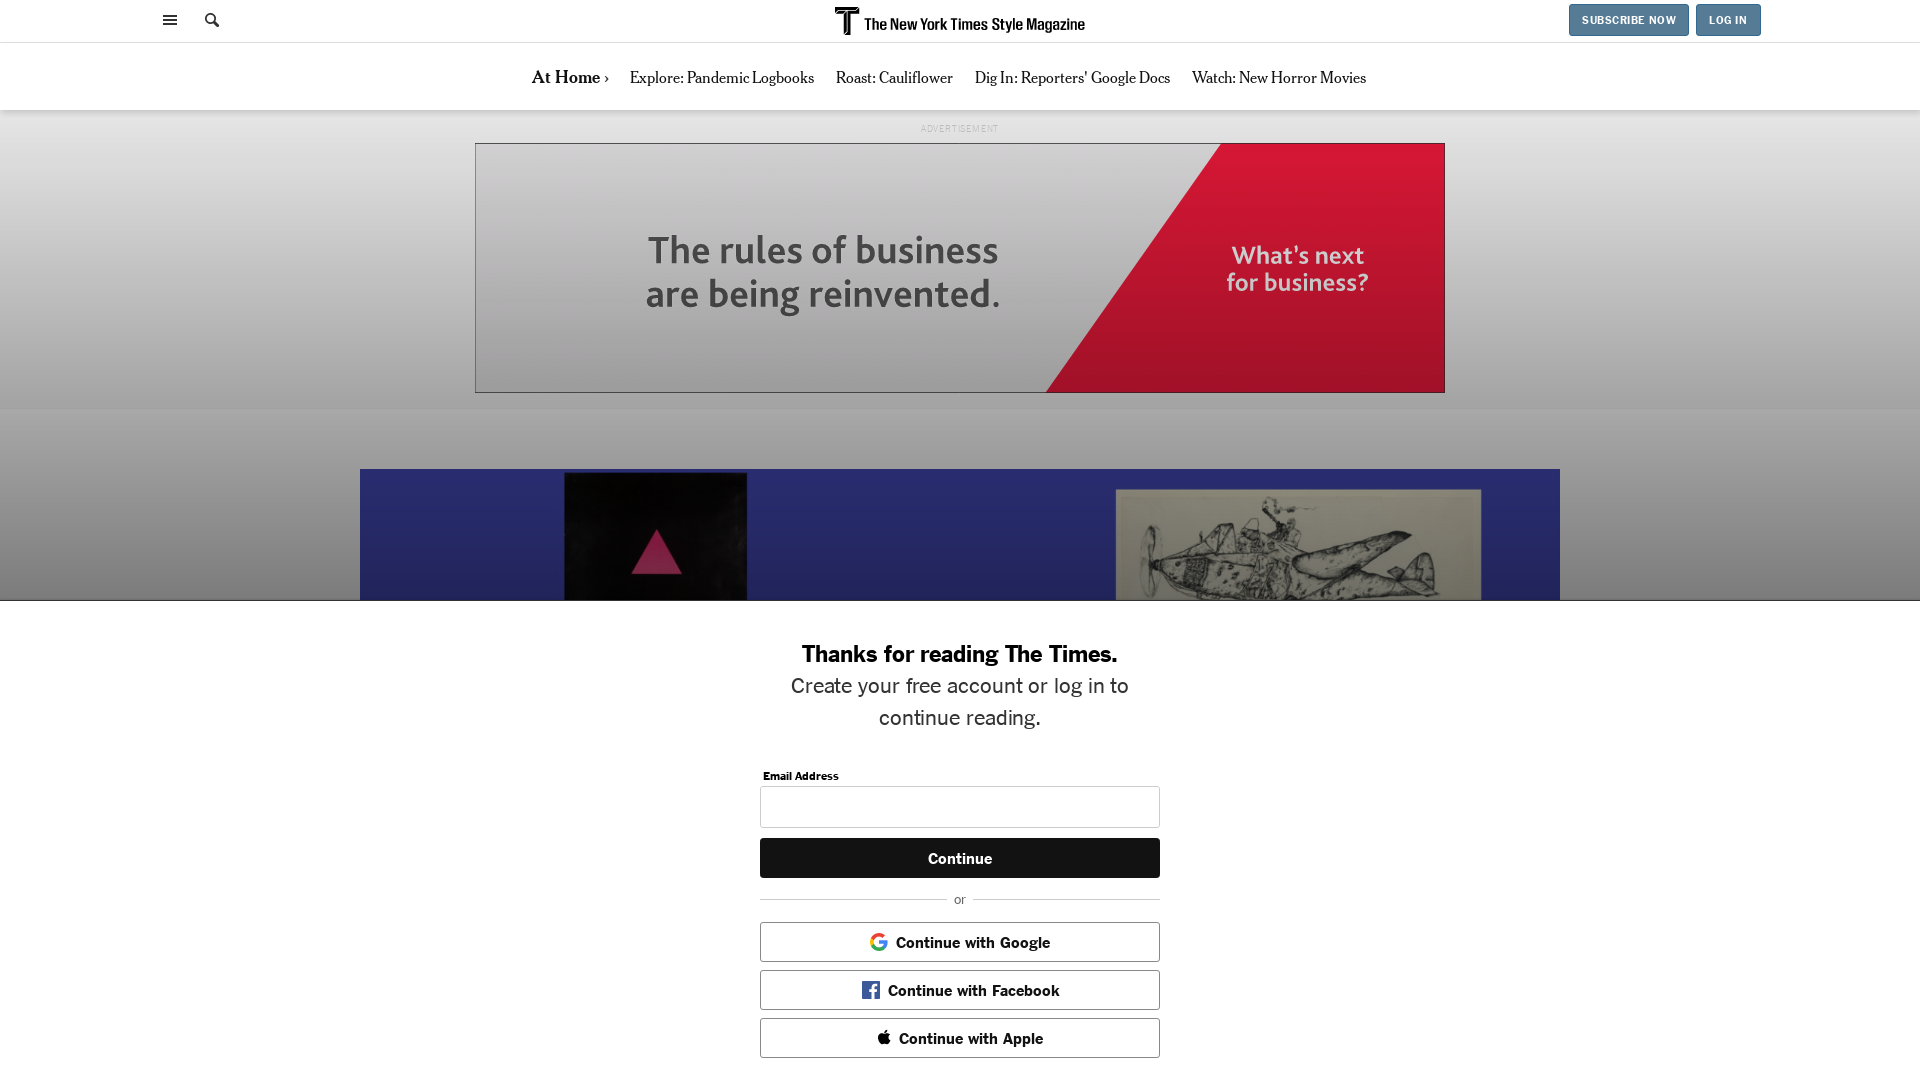 The New York Times Style Magazine
SUBSCRIBE NOW
LOG IN
At Home ›
Explore: Pandemic Logbooks
Roast: Cauliflower
Dig In: Reporters' Google Docs
Watch: New Horror Movies
ADVERTISEMENT
The rules of business
are being reinvented.
What's next
for business?
Thanks for reading The Times.
Create your free account or log in to
continue reading.
Email Address
Continue
or
Continue with Google
Continue with Facebook
Continue with Apple